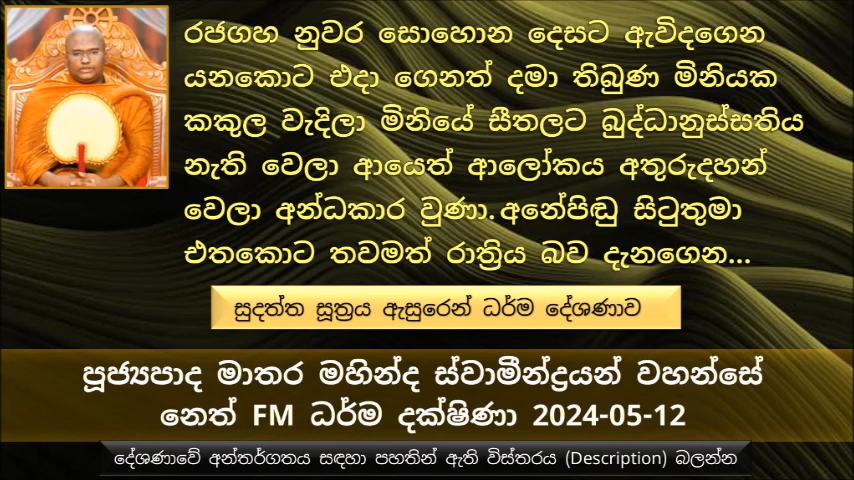 රජගහ නුවර සොහොන දෙසට ඇවිදගෙන
යනකොට එදා ගෙනත් දමා තිබුණ මිනියක
කකුල වැදිලා මිනියේ සීතලට බුද්ධානුස්සතිය
නැති වෙලා ආයෙත් ආලෝකය අතුරුදහන්
වෙලා අන්ධකාර වුණා. අනේපිඬු සිටුතුමා
එතකොට තවමත් රාත්‍රිය බව දැනගෙන...
සුදත්ත සූත්‍රය ඇසුරෙන් ධර්ම දේශණාව
පූජ්‍යපාද මාතර මහින්ද ස්වාමීන්ද්‍රයන් වහන්සේ
නෙත් FM ධර්ම දක්ෂිණා 2024-05-12
දේශණාවේ අන්තර්ගතය සඳහා පහතින් ඇති විස්තරය (Description) බලන්න